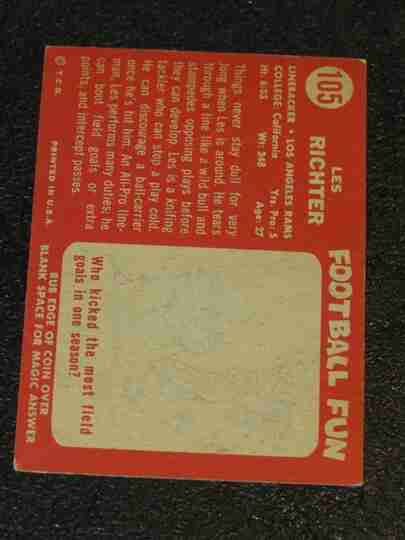 105
LES
RICHTER
LINEBACKER • LOS ANGELES RAMS
COLLEGE: California Yrs. Pro: 5
Ht: 6:03 Wt: 248 Age: 27
Things never stay dull for very
long when Les is around. He tears
through a line like a wild bull and
stampedes opposing plays before
they can develop. Les is a knifing
tackler who can stop a play cold.
He can discourage a ball-carrier
once he's hit him. An All-Pro line-
man, Les performs many duties; he
can boot field goals or extra
points, and intercept passes.
© T.C.G. PRINTED IN U.S.A.
FOOTBALL FUN
Who kicked the most field
goals in one season?
RUB EDGE OF COIN OVER
BLANK SPACE FOR MAGIC ANSWER